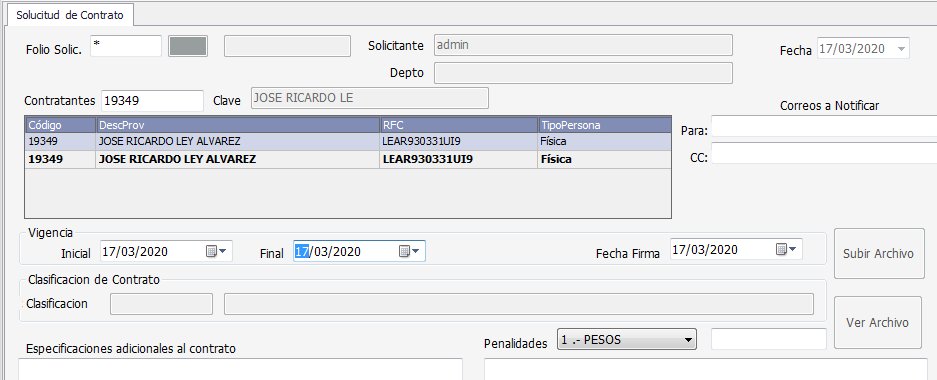 Solucitud de Contrato
Folio Solic. * Solicitante admin Fecha 17/03/2020
Depto
Contratantes 19349 Clave JOSE RICARDO LE
Correos a Notificar
Código DescProv RFC TipoPersona
Para:
19349 JOSE RICARDO LEY ALVAREZ LEAR930331UI9 Física
19349 JOSE RICARDO LEY ALVAREZ LEAR930331UI9 Física
CC:
Vigencia
Inicial 17/03/2020 Final 17/03/2020 Fecha Firma 17/03/2020
Subir Archivo
Clasificacion de Contrato
Clasificacion
Ver Archivo
Penalidades 1 .- PESOS
Especificaciones adicionales al contrato